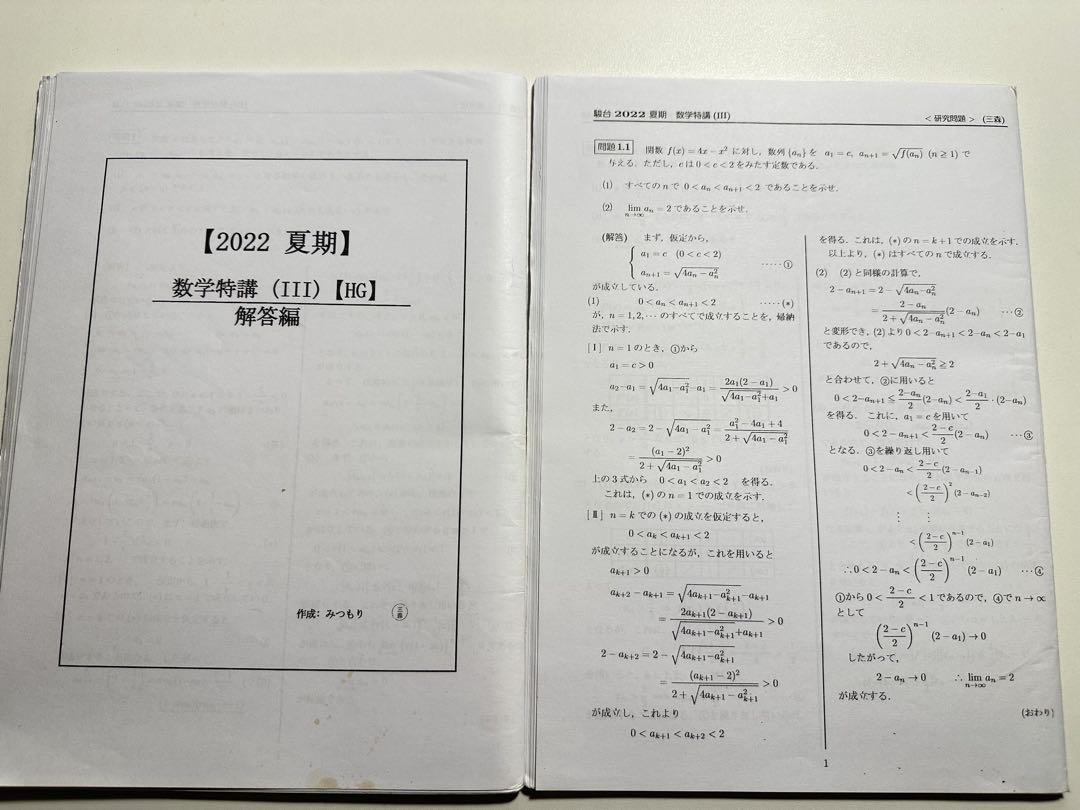 【2022 夏期】
数学特講（III）【HG】
解答編
作成：みつもり
三森
駿台 2022 夏期 数学特講(III)
＜研究問題＞ (三森)
問題1.1 関数 f(x)=4x−x² に対し，数列{aₙ}を a₁=c, aₙ₊₁=√f(aₙ) (n≧1) で
与える．ただし，cは0<c<2をみたす定数である．
(1) すべてのnで 0<aₙ<aₙ₊₁<2 であることを示せ．
(2) lim_{n→∞} aₙ=2であることを示せ．
(解答) まず，仮定から，
{ a₁=c (0<c<2)
aₙ₊₁=√(4aₙ−aₙ²) ·····①
が成立している．
(1) 0<aₙ<aₙ₊₁<2 ·····(*)
が，n=1,2,···のすべてで成立することを，帰納
法で示す．
[Ⅰ] n=1のとき，①から
a₁=c>0
a₂−a₁=√(4a₁−a₁²)−a₁=2a₁(2−a₁)/(√(4a₁−a₁²)+a₁)>0
また，
2−a₂=2−√(4a₁−a₁²)=(a₁²−4a₁+4)/(2+√(4a₁−a₁²))
=(a₁−2)²/(2+√(4a₁−a₁²))>0
上の3式から 0<a₁<a₂<2 を得る．
これは，(*)のn=1での成立を示す．
[Ⅱ] n=kでの(*)の成立を仮定すると，
0<aₖ<aₖ₊₁<2
が成立することになるが，これを用いると
aₖ₊₁>0
aₖ₊₂−aₖ₊₁=√(4aₖ₊₁−aₖ₊₁²)−aₖ₊₁
=2aₖ₊₁(2−aₖ₊₁)/(√(4aₖ₊₁−aₖ₊₁²)+aₖ₊₁)>0
2−aₖ₊₂=2−√(4aₖ₊₁−aₖ₊₁²)
=(aₖ₊₁−2)²/(2+√(4aₖ₊₁−aₖ₊₁²))>0
が成立し，これより
0<aₖ₊₁<aₖ₊₂<2
を得る．これは，(*)のn=k+1での成立を示す．
以上より，(*)はすべてのnで成立する．
(2) (2)と同様の計算で，
2−aₙ₊₁=2−√(4aₙ−aₙ²)
=(2−aₙ)/(2+√(4aₙ−aₙ²))(2−aₙ) ···②
と変形でき，(2)より0<2−aₙ₊₁<2−aₙ<2−a₁
であるので，
2+√(4aₙ−aₙ²)≧2
と合わせて，②に用いると
0<2−aₙ₊₁≦(2−aₙ)/2(2−aₙ)<(2−a₁)/2·(2−aₙ)
を得る．これに，a₁=cを用いて
0<2−aₙ₊₁<(2−c)/2(2−aₙ) ···③
となる．③を繰り返し用いて
0<2−aₙ<(2−c)/2(2−aₙ₋₁)
<((2−c)/2)²(2−aₙ₋₂)
⋮ ⋮
<((2−c)/2)ⁿ⁻¹(2−a₁)
∴0<2−aₙ<((2−c)/2)ⁿ⁻¹(2−a₁) ···④
①から0<(2−c)/2<1であるので，④でn→∞
として
((2−c)/2)ⁿ⁻¹(2−a₁)→0
したがって，
2−aₙ→0 ∴lim_{n→∞} aₙ=2
が成立する．
(おわり)
1